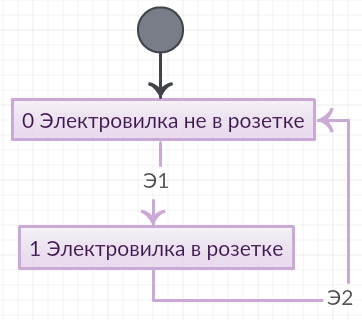 0 Электровилка не в розетке
Э1
1 Электровилка в розетке
Э2